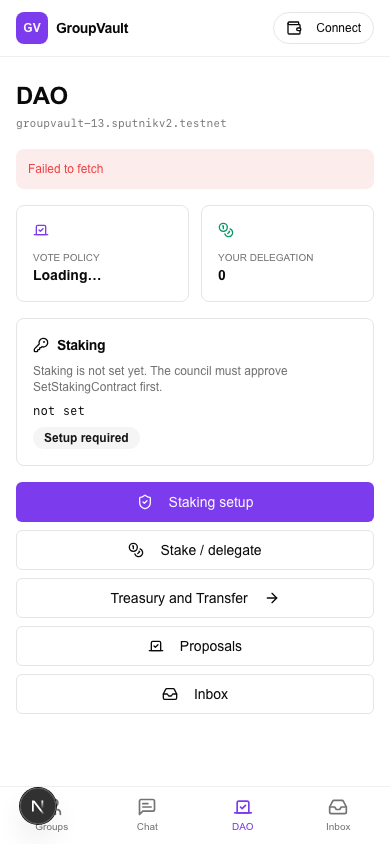 GV GroupVault Connect
DAO
groupvault-13.sputnikv2.testnet
Failed to fetch
VOTE POLICY
Loading...
YOUR DELEGATION
0
Staking
Staking is not set yet. The council must approve
SetStakingContract first.
not set
Setup required
Staking setup
Stake / delegate
Treasury and Transfer
Proposals
Inbox
N
Groups Chat DAO Inbox